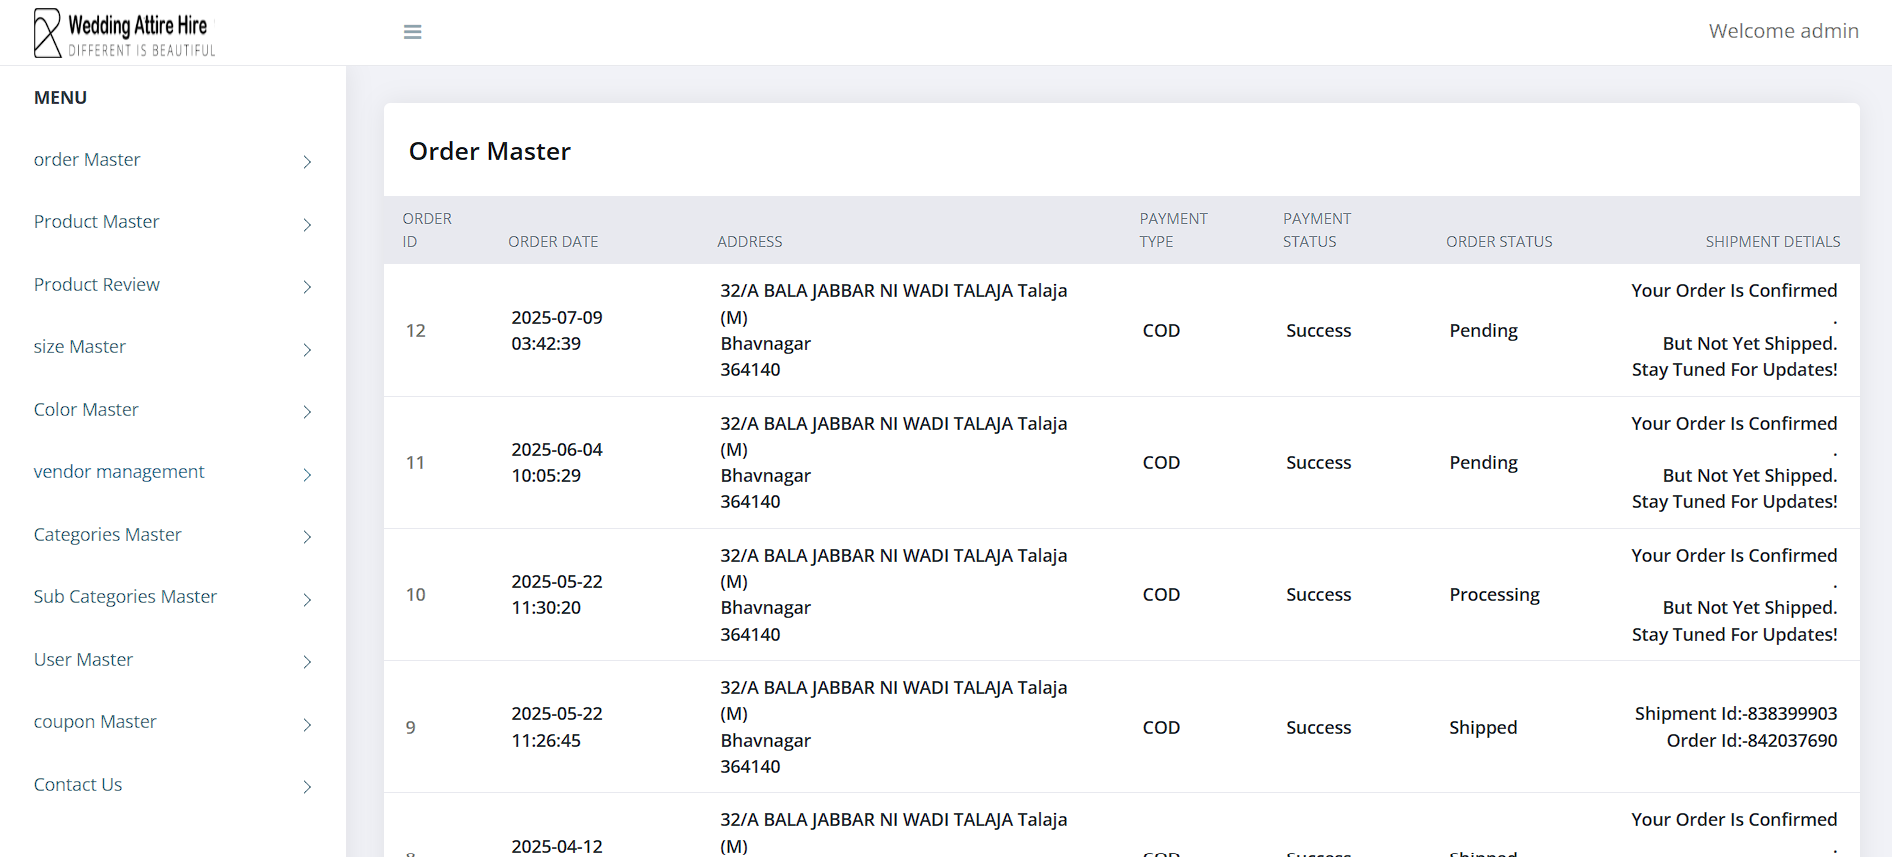 Wedding Attire Hire
DIFFERENT IS BEAUTIFUL
Welcome admin
MENU
order Master
Product Master
Product Review
size Master
Color Master
vendor management
Categories Master
Sub Categories Master
User Master
coupon Master
Contact Us
Order Master
ORDER ID
ORDER DATE
ADDRESS
PAYMENT TYPE
PAYMENT STATUS
ORDER STATUS
SHIPMENT DETIALS
12
2025-07-09
03:42:39
32/A BALA JABBAR NI WADI TALAJA Talaja
(M)
Bhavnagar
364140
COD
Success
Pending
Your Order Is Confirmed
.
But Not Yet Shipped.
Stay Tuned For Updates!
11
2025-06-04
10:05:29
32/A BALA JABBAR NI WADI TALAJA Talaja
(M)
Bhavnagar
364140
COD
Success
Pending
Your Order Is Confirmed
.
But Not Yet Shipped.
Stay Tuned For Updates!
10
2025-05-22
11:30:20
32/A BALA JABBAR NI WADI TALAJA Talaja
(M)
Bhavnagar
364140
COD
Success
Processing
Your Order Is Confirmed
.
But Not Yet Shipped.
Stay Tuned For Updates!
9
2025-05-22
11:26:45
32/A BALA JABBAR NI WADI TALAJA Talaja
(M)
Bhavnagar
364140
COD
Success
Shipped
Shipment Id:-838399903
Order Id:-842037690
2025-04-12
32/A BALA JABBAR NI WADI TALAJA Talaja
(M)
COD
Success
Shipped
Your Order Is Confirmed
.